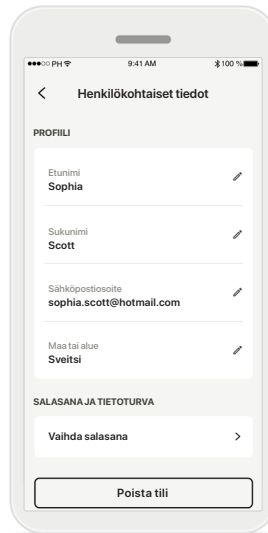 PH 9:41 AM 100 %
Henkilökohtaiset tiedot
PROFIILI
Etunimi
Sophia
Sukunimi
Scott
Sähköpostiosoite
sophia.scott@hotmail.com
Maa tai alue
Sveitsi
SALASANA JA TIETOTURVA
Vaihda salasana
Poista tili